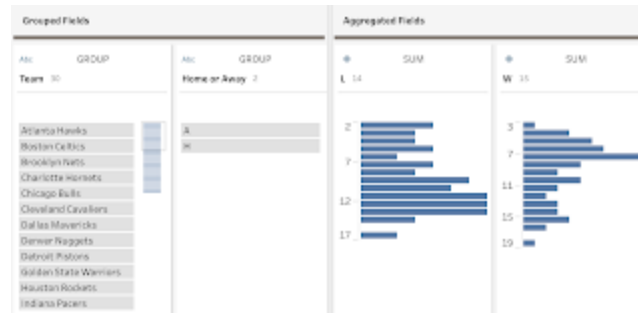 Grouped Fields
Aggregated Fields
Abc GROUP
Abc GROUP
SUM
SUM
Team 30
Home or Away 2
L 14
W 15
Atlanta Hawks
Boston Celtics
Brooklyn Nets
Charlotte Hornets
Chicago Bulls
Cleveland Cavaliers
Dallas Mavericks
Denver Nuggets
Detroit Pistons
Golden State Warriors
Houston Rockets
Indiana Pacers
A
H
2
7
12
17
3
7
11
15
19